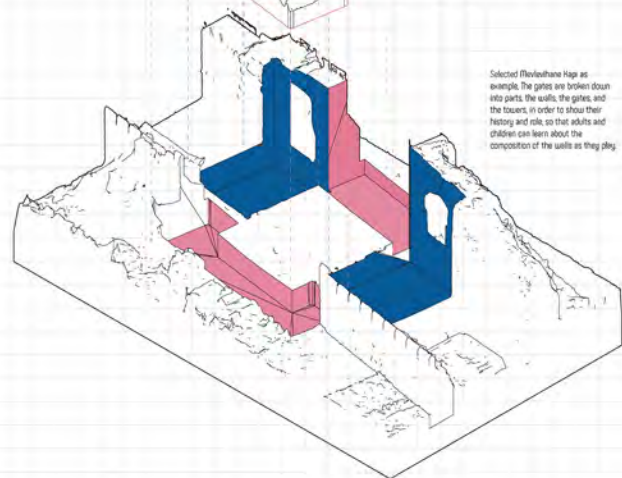 Selected Mevlevihane Kapı as
example. The gates are broken down
into parts, the walls, the gates, and
the towers, in order to show their
history and role, so that adults and
children can learn about the
composition of the walls as they play.